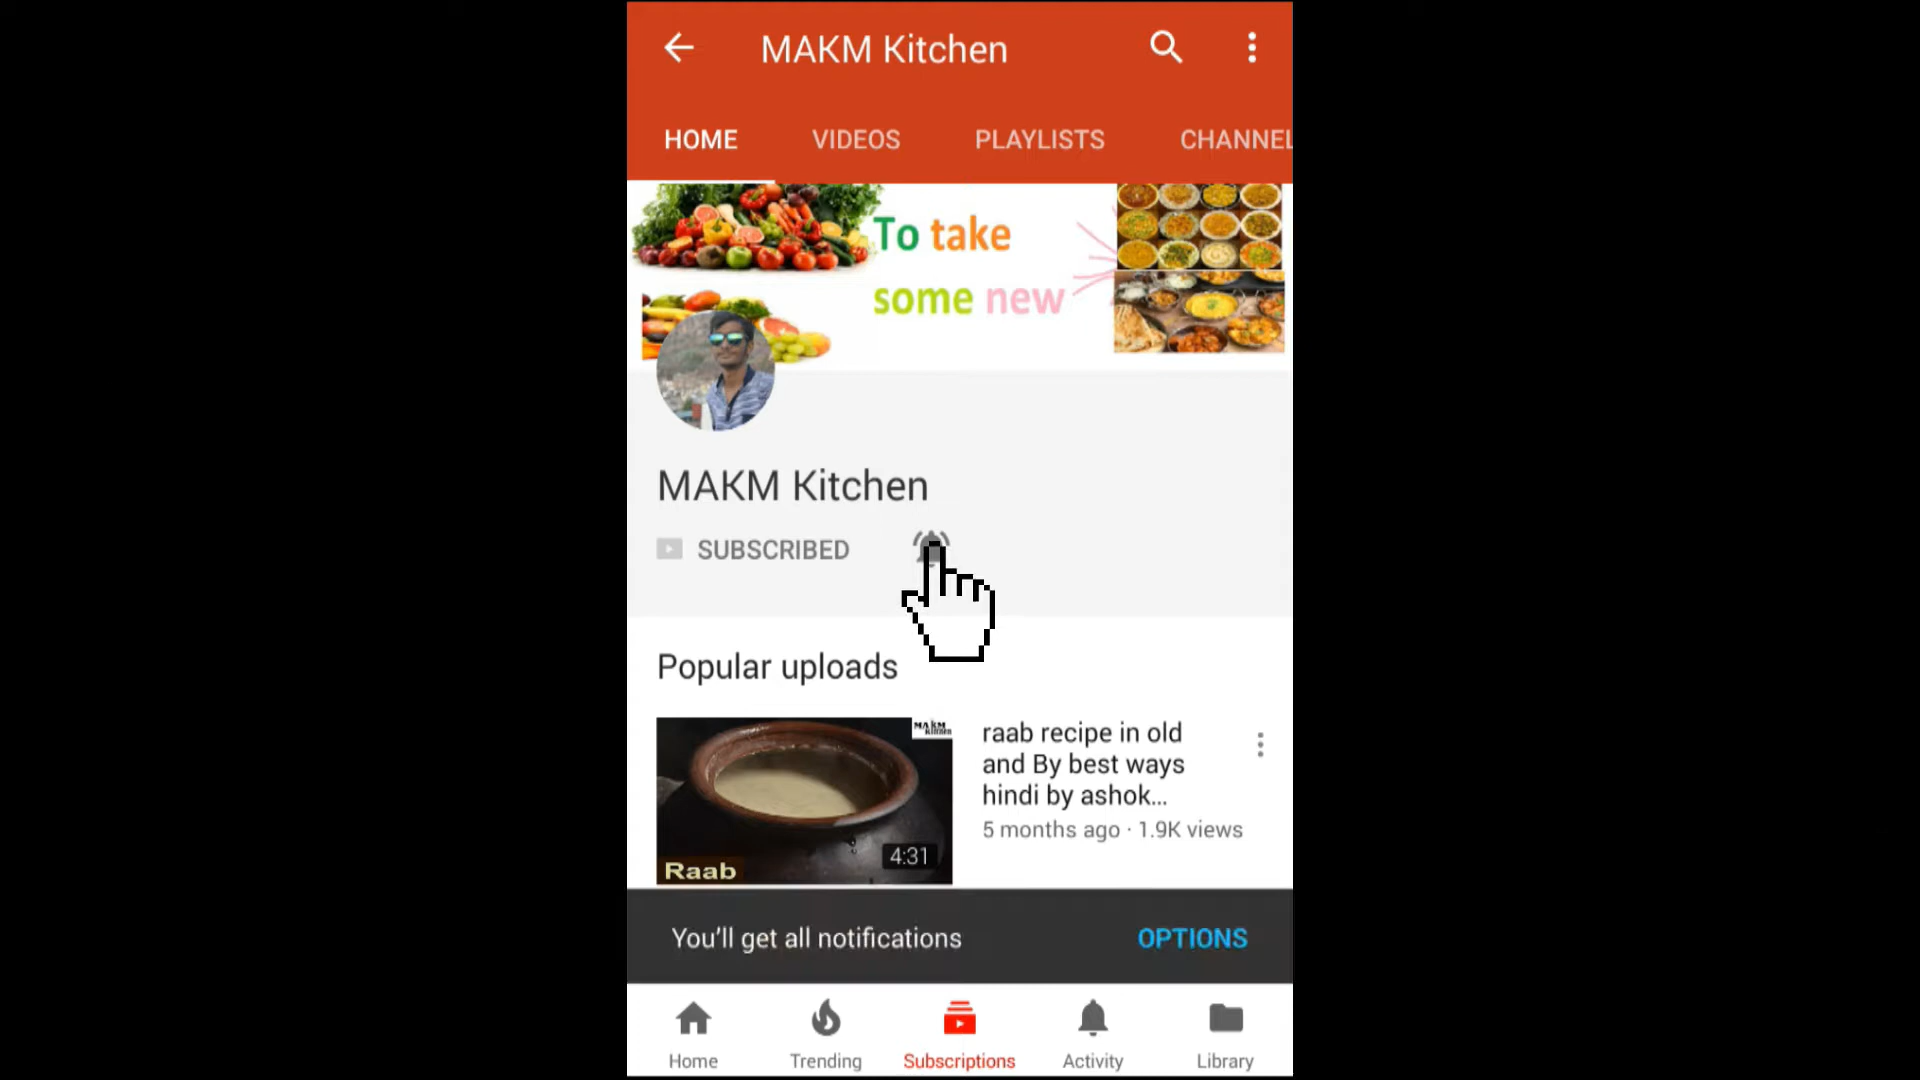 MAKM Kitchen
HOME VIDEOS PLAYLISTS CHANNEL
To take
some new
MAKM Kitchen
SUBSCRIBED
Popular uploads
MAKM
Kitchen
Raab
4:31
raab recipe in old
and By best ways
hindi by ashok...
5 months ago · 1.9K views
You'll get all notifications OPTIONS
Home Trending Subscriptions Activity Library